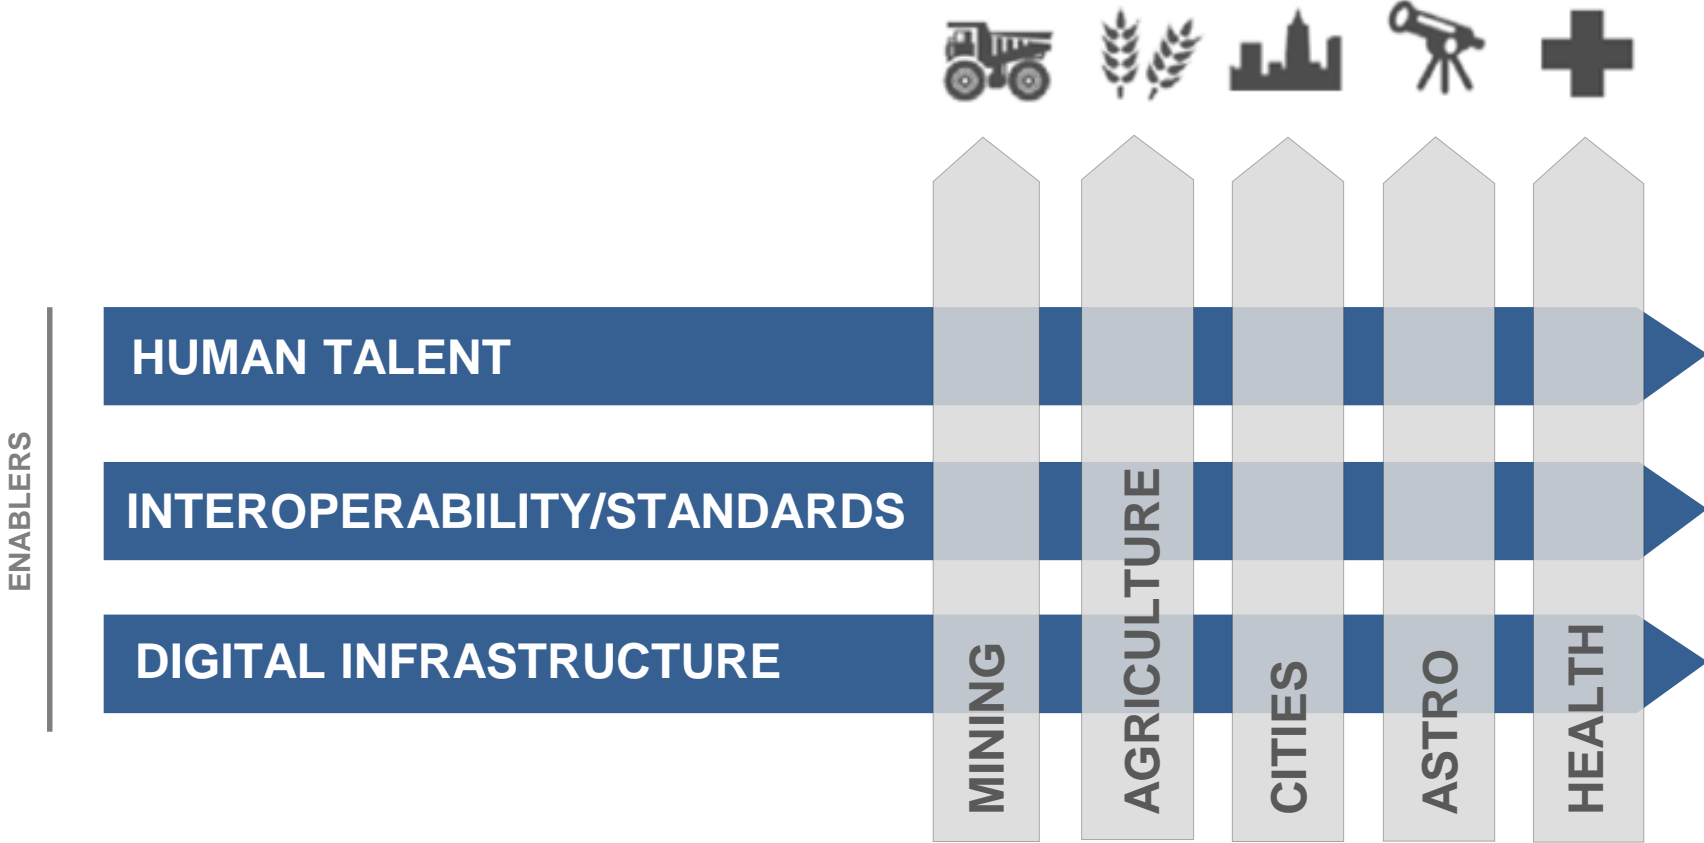 ENABLERS
HUMAN TALENT
INTEROPERABILITY/STANDARDS
DIGITAL INFRASTRUCTURE
MINING
AGRICULTURE
CITIES
ASTRO
HEALTH